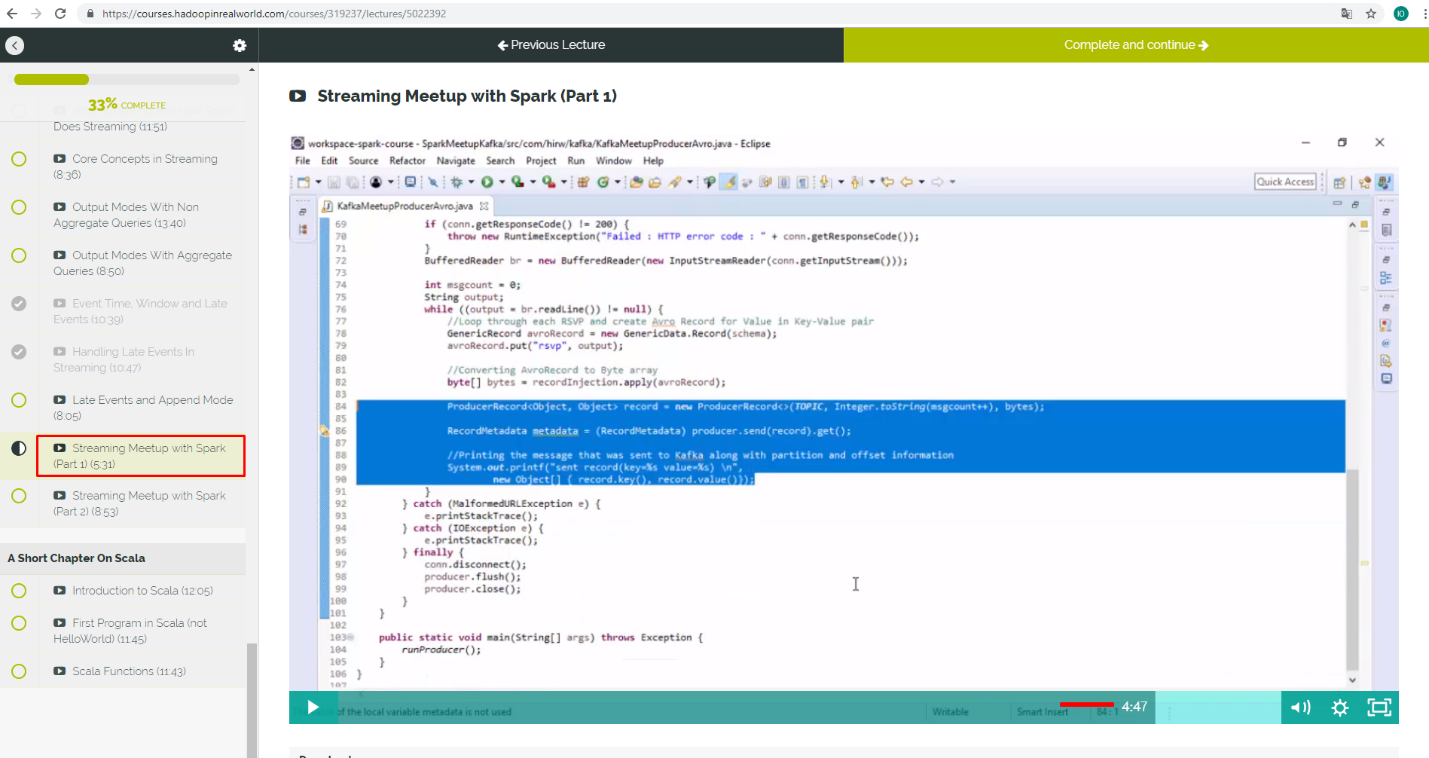 https://courses.hadoopinrealworld.com/courses/319237/lectures/5022392
Previous Lecture
Complete and continue
33% COMPLETE
Does Streaming (11:51)
Core Concepts in Streaming
(8:36)
Output Modes With Non
Aggregate Queries (13:40)
Output Modes With Aggregate
Queries (8:50)
Event Time, Window and Late
Events (10:39)
Handling Late Events In
Streaming (10:47)
Late Events and Append Mode
(8:05)
Streaming Meetup with Spark
(Part 1) (5:31)
Streaming Meetup with Spark
(Part 2) (8:53)
A Short Chapter On Scala
Introduction to Scala (12:05)
First Program in Scala (not
HelloWorld) (11:45)
Scala Functions (11:43)
Streaming Meetup with Spark (Part 1)
workspace-spark-course - SparkMeetupKafka/src/com/hirw/kafka/KafkaMeetupProducerAvro.java - Eclipse
File Edit Source Refactor Navigate Search Project Run Window Help
Quick Access
KafkaMeetupProducerAvro.java
69 if (conn.getResponseCode() != 200) {
70 throw new RuntimeException("Failed : HTTP error code : " + conn.getResponseCode());
71 }
72 BufferedReader br = new BufferedReader(new InputStreamReader(conn.getInputStream()));
73
74 int msgcount = 0;
75 String output;
76 while ((output = br.readLine()) != null) {
77 //Loop through each RSVP and create Avro Record for Value in Key-Value pair
78 GenericRecord avroRecord = new GenericData.Record(schema);
79 avroRecord.put("rsvp", output);
80
81 //Converting AvroRecord to Byte array
82 byte[] bytes = recordInjection.apply(avroRecord);
83
84 ProducerRecord<Object, Object> record = new ProducerRecord<>(TOPIC, Integer.toString(msgcount++), bytes);
85
86 RecordMetadata metadata = (RecordMetadata) producer.send(record).get();
87
88 //Printing the message that was sent to Kafka along with partition and offset information
89 System.out.printf("sent record(key=%s value=%s) \n",
90 new Object[] { record.key(), record.value()});
91 }
92 } catch (MalformedURLException e) {
93 e.printStackTrace();
94 } catch (IOException e) {
95 e.printStackTrace();
96 } finally {
97 conn.disconnect();
98 producer.flush();
99 producer.close();
100 }
101 }
102
103 public static void main(String[] args) throws Exception {
104 runProducer();
105 }
106 }
107
of the local variable metadata is not used
Writable
Smart Insert
84 : 1
4:47